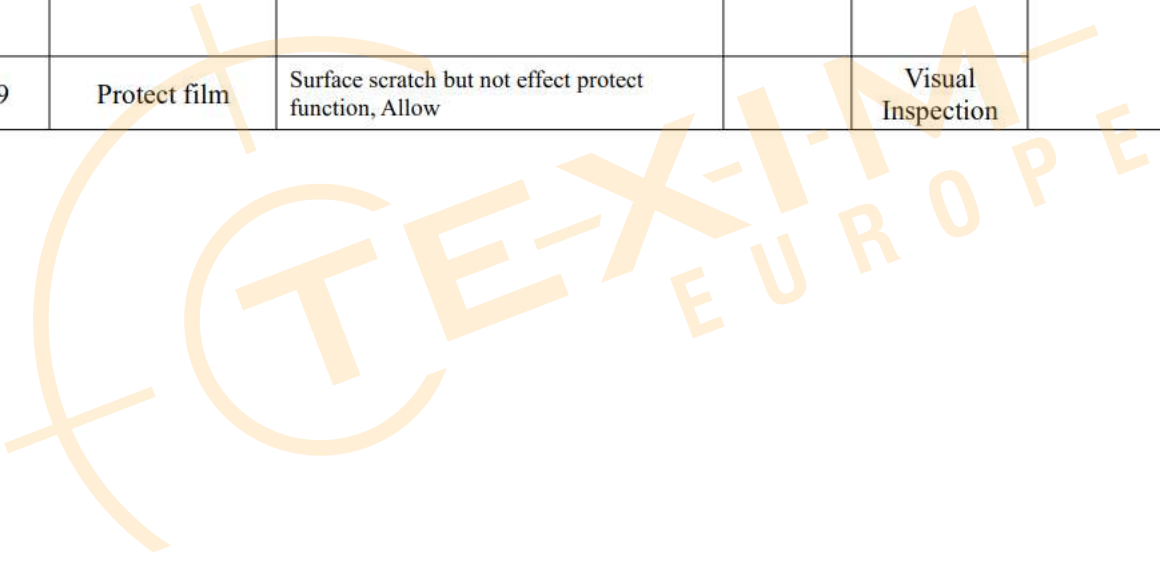 9
Protect film
Surface scratch but not effect protect
function, Allow
Visual
Inspection
TEXIM
EUROPE